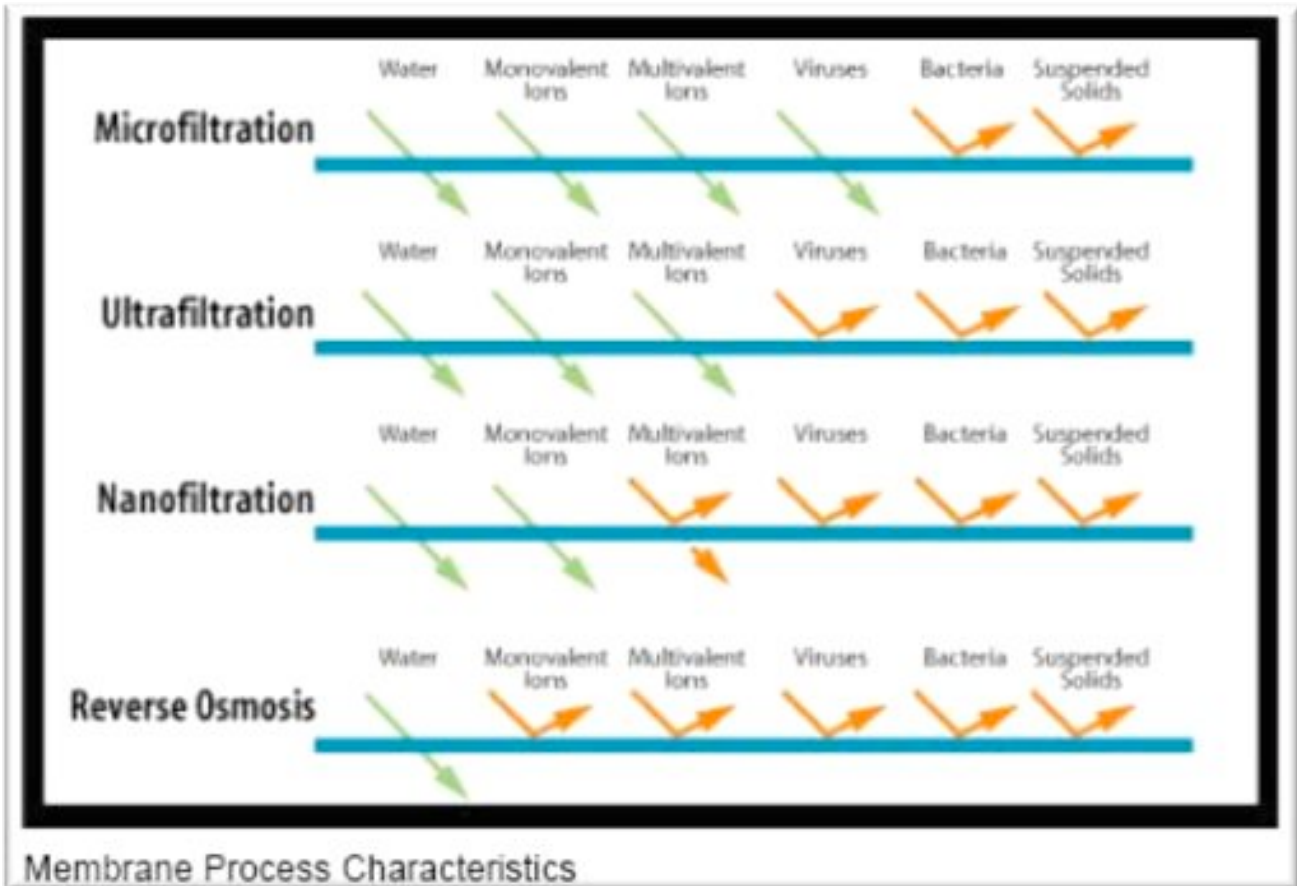 Water Monovalent Multivalent Viruses Bacteria Suspended
Ions Ions Solids
Microfiltration
Water Monovalent Multivalent Viruses Bacteria Suspended
Ions Ions Solids
Ultrafiltration
Water Monovalent Multivalent Viruses Bacteria Suspended
Ions Ions Solids
Nanofiltration
Water Monovalent Multivalent Viruses Bacteria Suspended
Ions Ions Solids
Reverse Osmosis
Membrane Process Characteristics